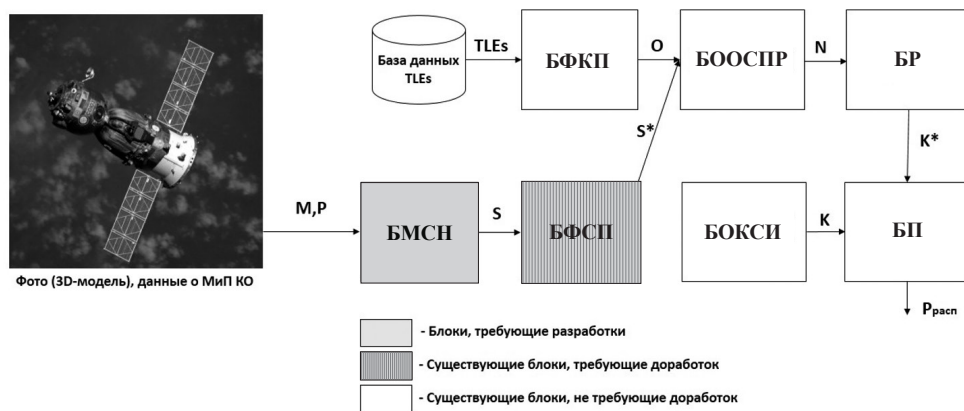 База данных
TLEs
TLEs
БФКП
O
БООСПР
N
БР
S*
K*
M,P
БМСН
S
БФСП
БОКСИ
K
БП
Pрасп
Фото (3D-модель), данные о МиП КО
- Блоки, требующие разработки
- Существующие блоки, требующие доработок
- Существующие блоки, не требующие доработок